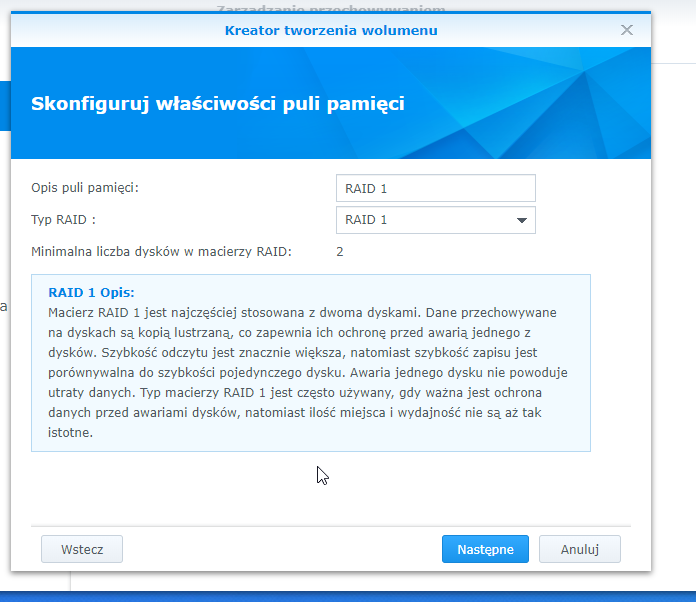 Zarządzanie przechowywaniem
Kreator tworzenia wolumenu
Skonfiguruj właściwości puli pamięci
Opis puli pamięci:
RAID 1
Typ RAID :
RAID 1
Minimalna liczba dysków w macierzy RAID:
2
a
RAID 1 Opis:
Macierz RAID 1 jest najczęściej stosowana z dwoma dyskami. Dane przechowywane
na dyskach są kopią lustrzaną, co zapewnia ich ochronę przed awarią jednego z
dysków. Szybkość odczytu jest znacznie większa, natomiast szybkość zapisu jest
porównywalna do szybkości pojedynczego dysku. Awaria jednego dysku nie powoduje
utraty danych. Typ macierzy RAID 1 jest często używany, gdy ważna jest ochrona
danych przed awariami dysków, natomiast ilość miejsca i wydajność nie są aż tak
istotne.
Wstecz
Następne
Anuluj